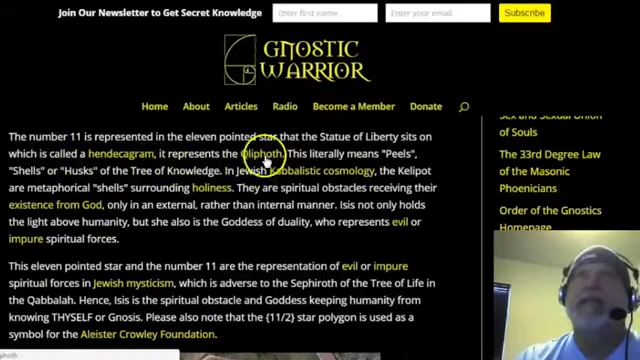 Join Our Newsletter to Get Secret Knowledge
Enter first name
Enter your email
Subscribe
GNOSTIC
WARRIOR
Home About Articles Radio Become a Member Donate
The number 11 is represented in the eleven pointed star that the Statue of Liberty sits on
which is called a hendecagram, it represents the Qliphoth. This literally means "Peels",
"Shells" or "Husks" of the Tree of Knowledge. In Jewish Kabbalistic cosmology, the Kelipot
are metaphorical "shells" surrounding holiness. They are spiritual obstacles receiving their
existence from God, only in an external, rather than internal manner. Isis not only holds
the light above humanity, but she also is the Goddess of duality, who represents evil or
impure spiritual forces.
This eleven pointed star and the number 11 are the representation of evil or impure
spiritual forces in Jewish mysticism, which is adverse to the Sephiroth of the Tree of Life in
the Qabbalah. Hence, Isis is the spiritual obstacle and Goddess keeping humanity from
knowing THYSELF or Gnosis. Please also note that the {11/2} star polygon is used as a
symbol for the Aleister Crowley Foundation.
Sex and Sexual Union
of Souls
The 33rd Degree Law
of the Masonic
Phoenicians
Order of the Gnostics
Homepage